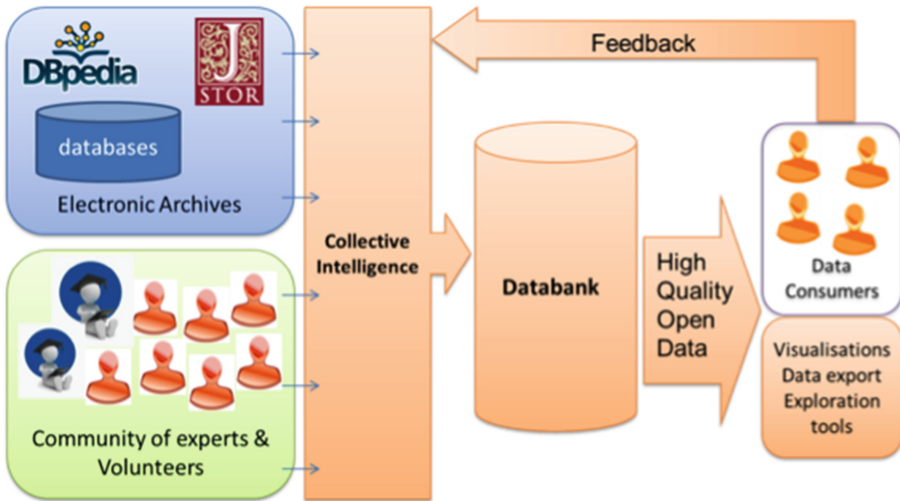 DBpedia
J
STOR
databases
Electronic Archives
Community of experts &
Volunteers
Collective
Intelligence
Databank
High
Quality
Open
Data
Feedback
Data
Consumers
Visualisations
Data export
Exploration
tools